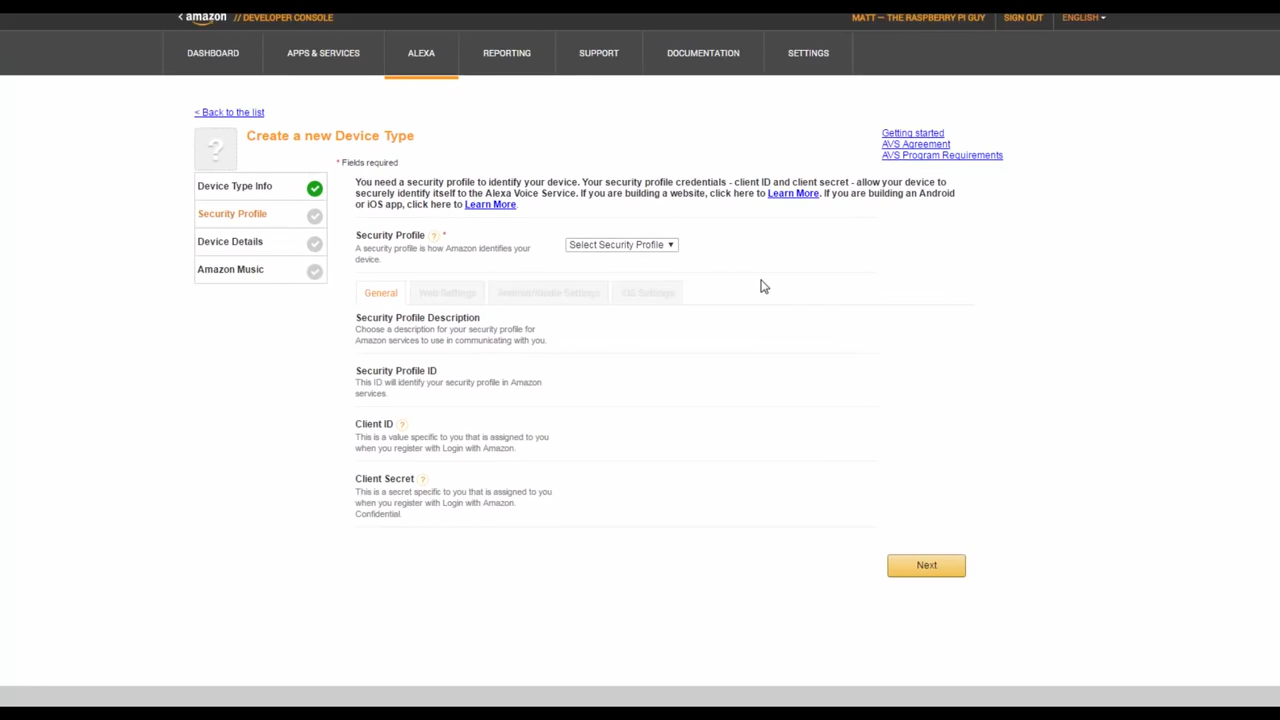 < amazon // DEVELOPER CONSOLE MATT — THE RASPBERRY PI GUY SIGN OUT ENGLISH
DASHBOARD APPS & SERVICES ALEXA REPORTING SUPPORT DOCUMENTATION SETTINGS
< Back to the list
?
Create a new Device Type
Getting started
AVS Agreement
AVS Program Requirements
* Fields required
Device Type Info
Security Profile
Device Details
Amazon Music
You need a security profile to identify your device. Your security profile credentials - client ID and client secret - allow your device to
securely identify itself to the Alexa Voice Service. If you are building a website, click here to Learn More. If you are building an Android
or iOS app, click here to Learn More.
Security Profile ? *
A security profile is how Amazon identifies your
device.
Select Security Profile
General Web Settings Android/Kindle Settings iOS Settings
Security Profile Description
Choose a description for your security profile for
Amazon services to use in communicating with you.
Security Profile ID
This ID will identify your security profile in Amazon
services.
Client ID ?
This is a value specific to you that is assigned to you
when you register with Login with Amazon.
Client Secret ?
This is a secret specific to you that is assigned to you
when you register with Login with Amazon.
Confidential.
Next